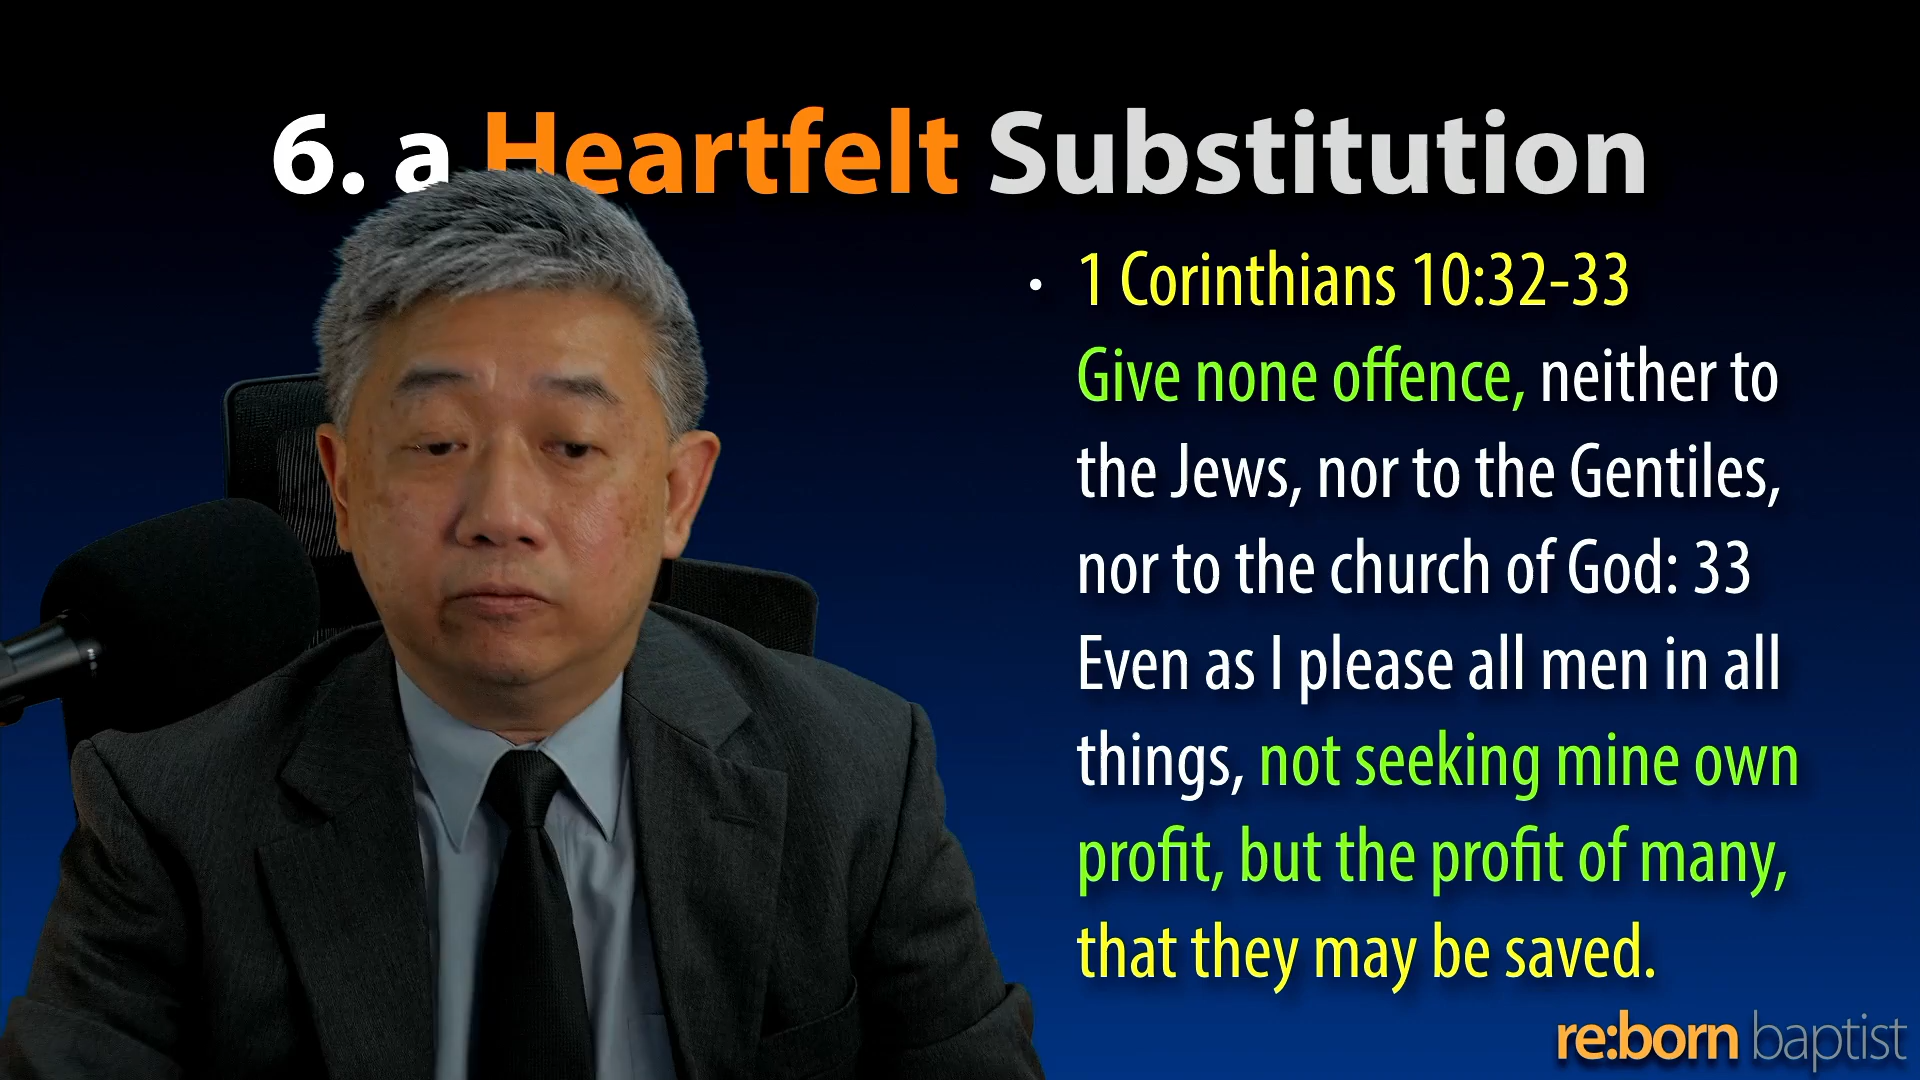 6. a Heartfelt Substitution
• 1 Corinthians 10:32-33
Give none offence, neither to
the Jews, nor to the Gentiles,
nor to the church of God: 33
Even as I please all men in all
things, not seeking mine own
profit, but the profit of many,
that they may be saved.
re:born baptist